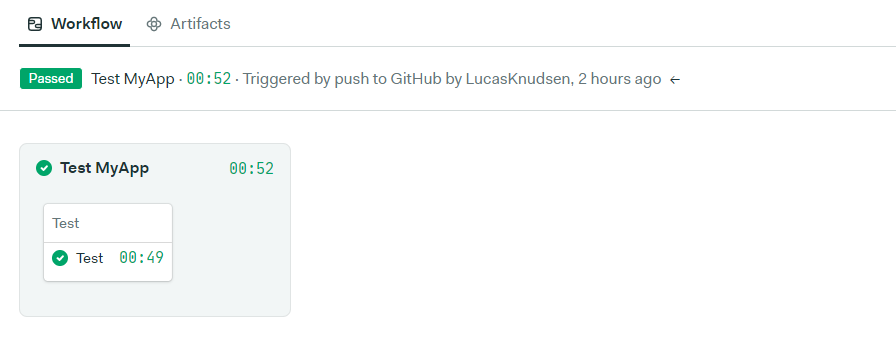 Workflow Artifacts
Passed Test MyApp · 00:52 · Triggered by push to GitHub by LucasKnudsen, 2 hours ago ←
Test MyApp 00:52
Test
Test 00:49